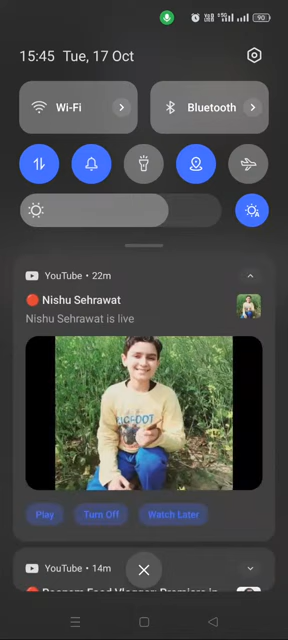 90
15:45 Tue, 17 Oct
Wi-Fi
Bluetooth
YouTube • 22m
🔴 Nishu Sehrawat
Nishu Sehrawat is live
Play Turn Off Watch Later
YouTube • 14m